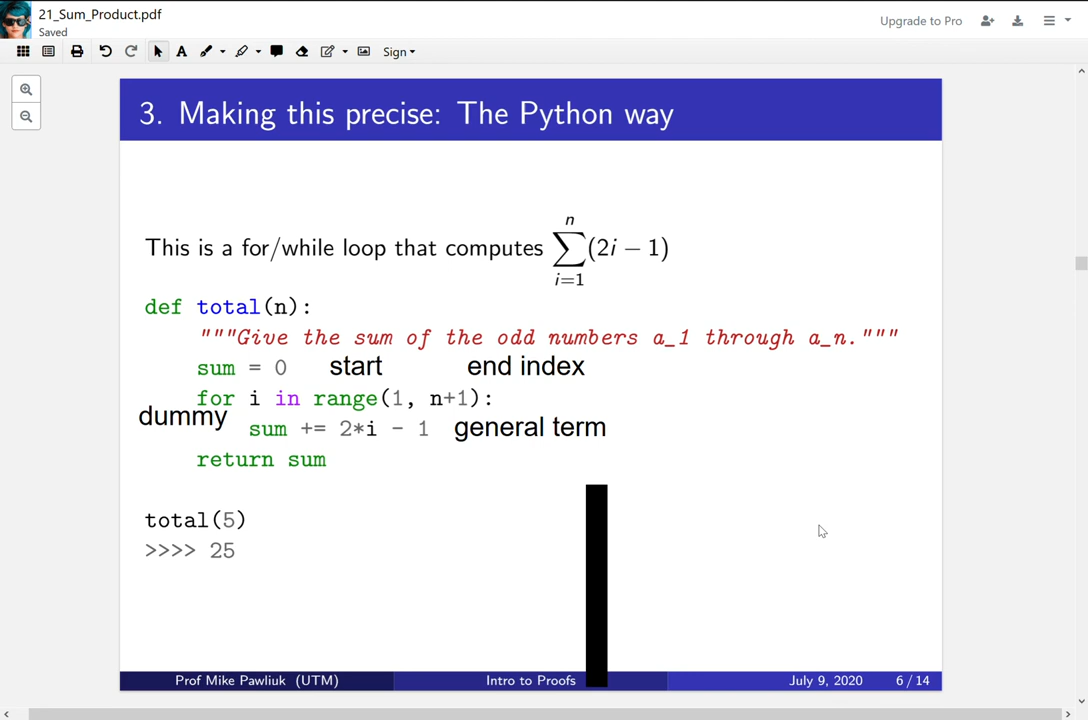 21_Sum_Product.pdf
Saved
Upgrade to Pro
A
Sign
3. Making this precise: The Python way
This is a for/while loop that computes ∑_{i=1}^{n}(2i − 1)
def total(n):
"""Give the sum of the odd numbers a_1 through a_n."""
sum = 0 start end index
for i in range(1, n+1):
dummy
sum += 2*i - 1 general term
return sum
total(5)
>>>> 25
Prof Mike Pawliuk (UTM) Intro to Proofs July 9, 2020 6 / 14